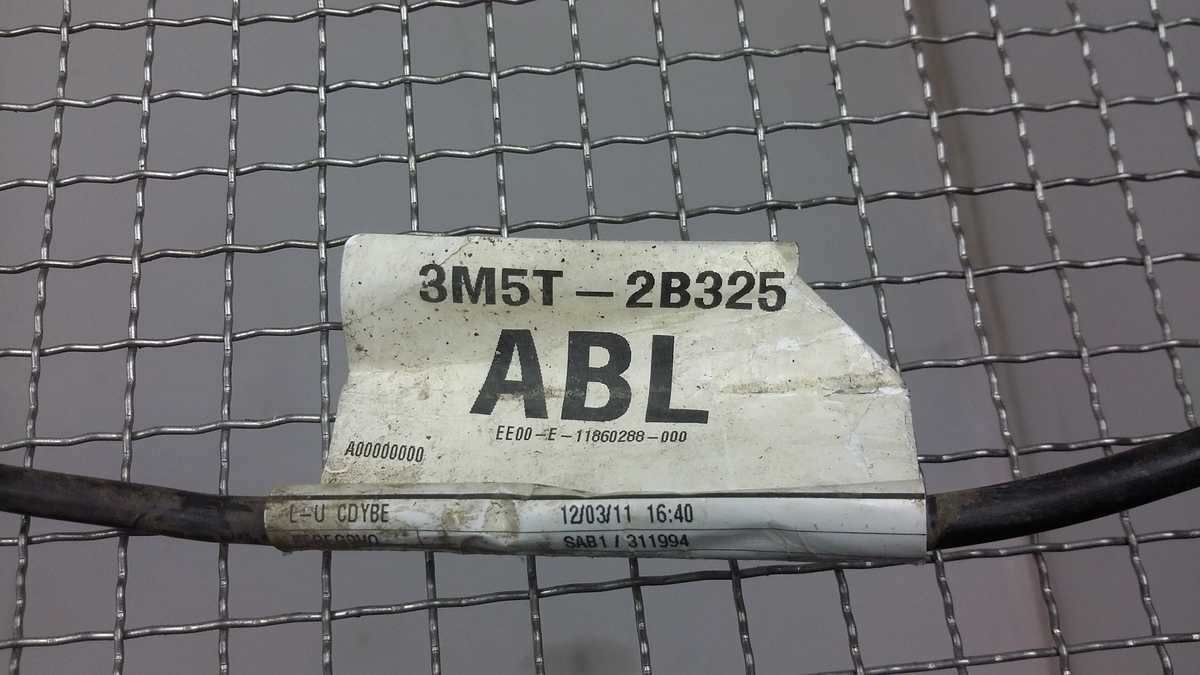 3M5T-2B325
ABL
EE00-E-11860288-000
A00000000
L-U CDYBE 12/03/11 16:40
SAB1/311994